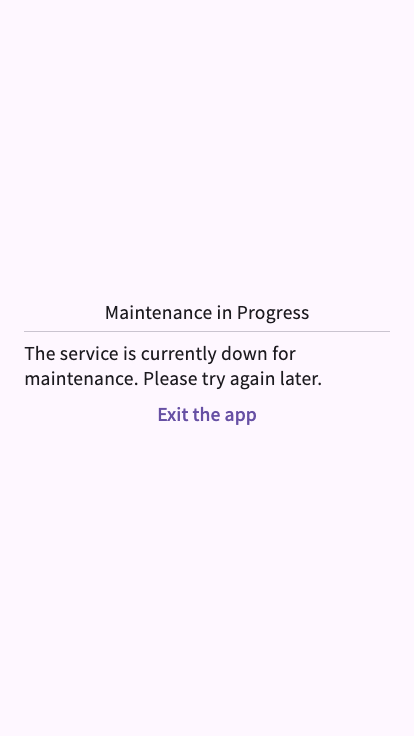 Maintenance in Progress
The service is currently down for
maintenance. Please try again later.
Exit the app